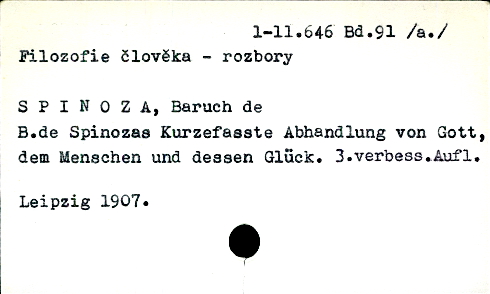 1-11.646 Bd.91 /a./
Filozofie člověka - rozbory
S P I N O Z A, Baruch de
B.de Spinozas Kurzefasste Abhandlung von Gott,
dem Menschen und dessen Glück. 3.verbess.Aufl.
Leipzig 1907.